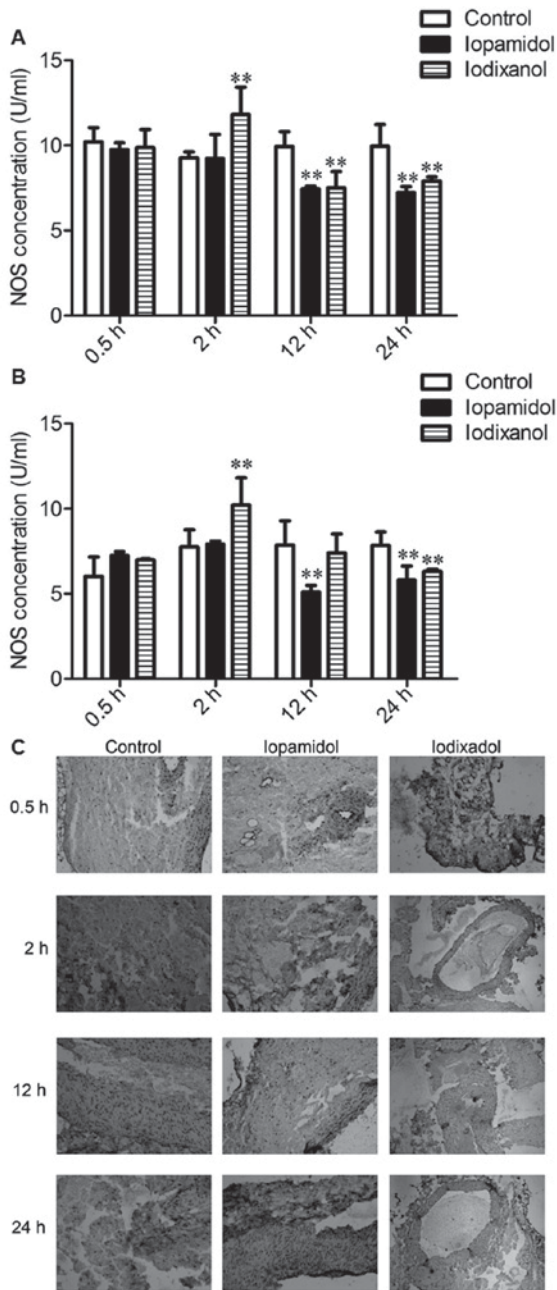 A
Control
Iopamidol
Iodixanol
NOS concentration (U/ml)
15
10
5
0
**
** **
** **
0.5 h
2 h
12 h
24 h
B
Control
Iopamidol
Iodixanol
NOS concentration (U/ml)
15
10
5
0
**
**
** **
0.5 h
2 h
12 h
24 h
C
Control Iopamidol Iodixadol
0.5 h
2 h
12 h
24 h